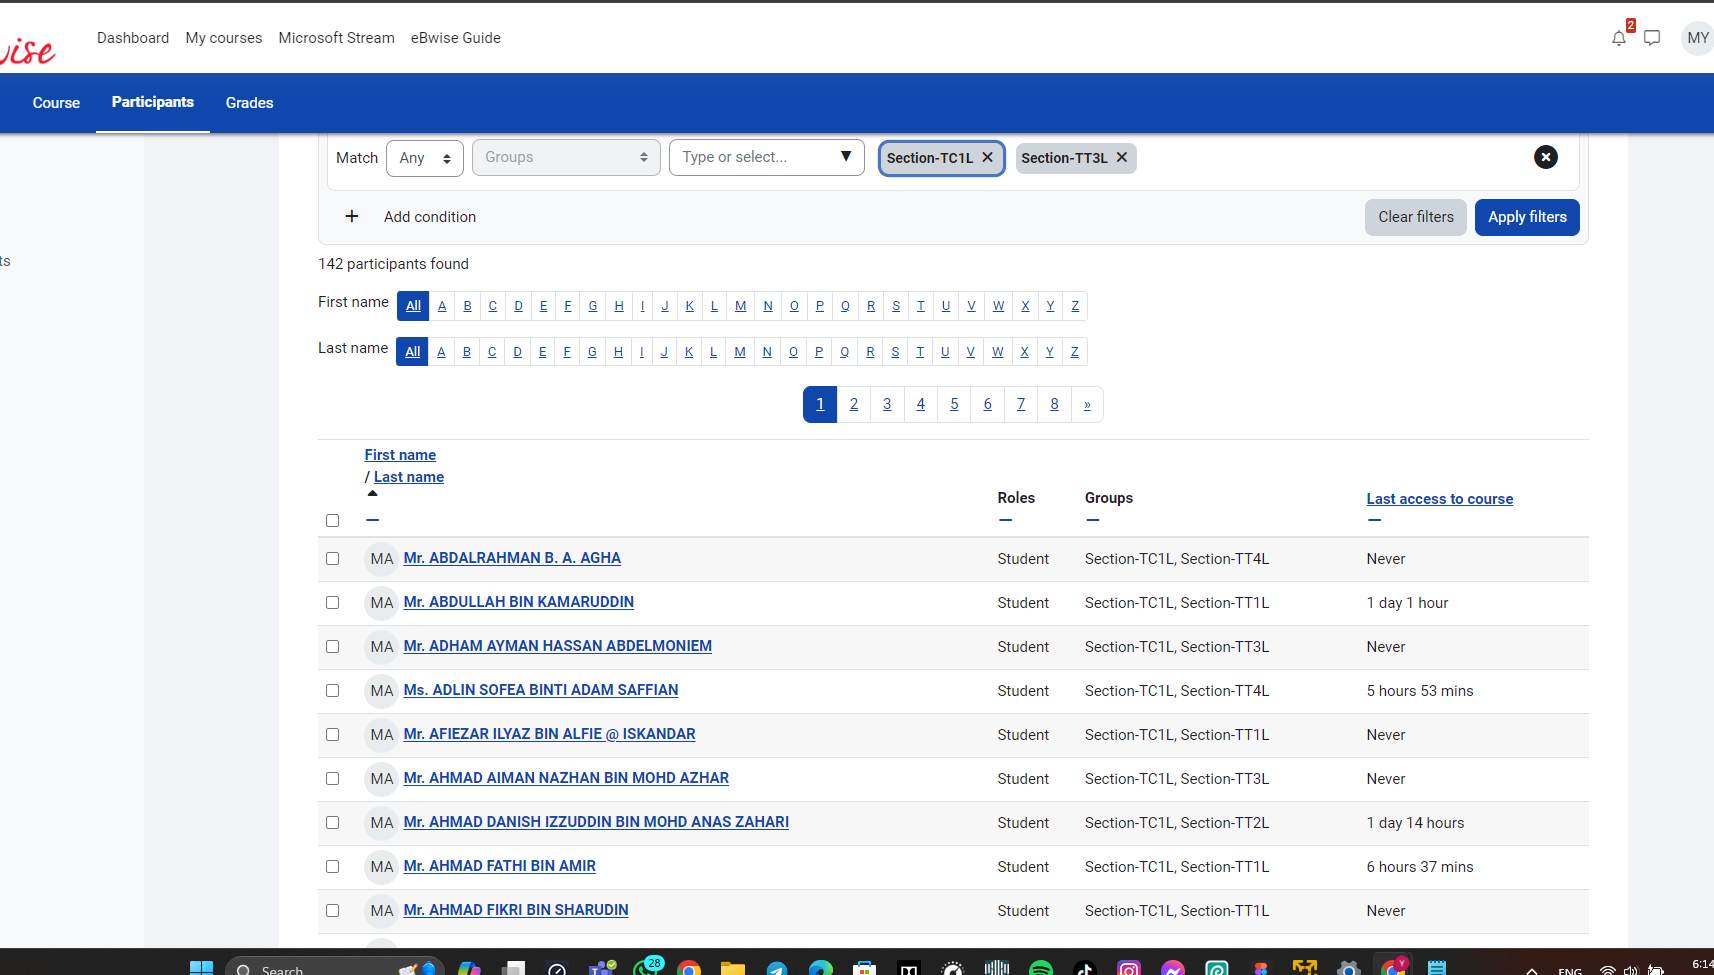 wise
Dashboard My courses Microsoft Stream eBwise Guide 2 MY
Course Participants Grades
Match Any Groups Type or select... ▼ Section-TC1L ✕ Section-TT3L ✕
+ Add condition Clear filters Apply filters
ts
142 participants found
First name All A B C D E F G H I J K L M N O P Q R S T U V W X Y Z
Last name All A B C D E F G H I J K L M N O P Q R S T U V W X Y Z
1 2 3 4 5 6 7 8 »
First name
/ Last name
Roles Groups Last access to course
MA Mr. ABDALRAHMAN B. A. AGHA Student Section-TC1L, Section-TT4L Never
MA Mr. ABDULLAH BIN KAMARUDDIN Student Section-TC1L, Section-TT1L 1 day 1 hour
MA Mr. ADHAM AYMAN HASSAN ABDELMONIEM Student Section-TC1L, Section-TT3L Never
MA Ms. ADLIN SOFEA BINTI ADAM SAFFIAN Student Section-TC1L, Section-TT4L 5 hours 53 mins
MA Mr. AFIEZAR ILYAZ BIN ALFIE @ ISKANDAR Student Section-TC1L, Section-TT1L Never
MA Mr. AHMAD AIMAN NAZHAN BIN MOHD AZHAR Student Section-TC1L, Section-TT3L Never
MA Mr. AHMAD DANISH IZZUDDIN BIN MOHD ANAS ZAHARI Student Section-TC1L, Section-TT2L 1 day 14 hours
MA Mr. AHMAD FATHI BIN AMIR Student Section-TC1L, Section-TT1L 6 hours 37 mins
MA Mr. AHMAD FIKRI BIN SHARUDIN Student Section-TC1L, Section-TT1L Never
Search 28 Y ENG 6:14